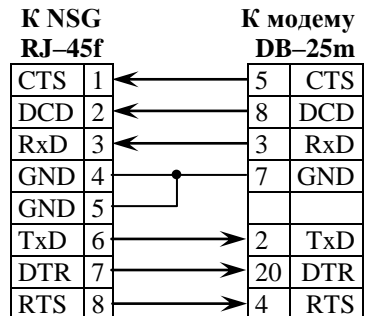 К NSG К модему
RJ–45f DB–25m
CTS 1 5 CTS
DCD 2 8 DCD
RxD 3 3 RxD
GND 4 7 GND
GND 5
TxD 6 2 TxD
DTR 7 20 DTR
RTS 8 4 RTS